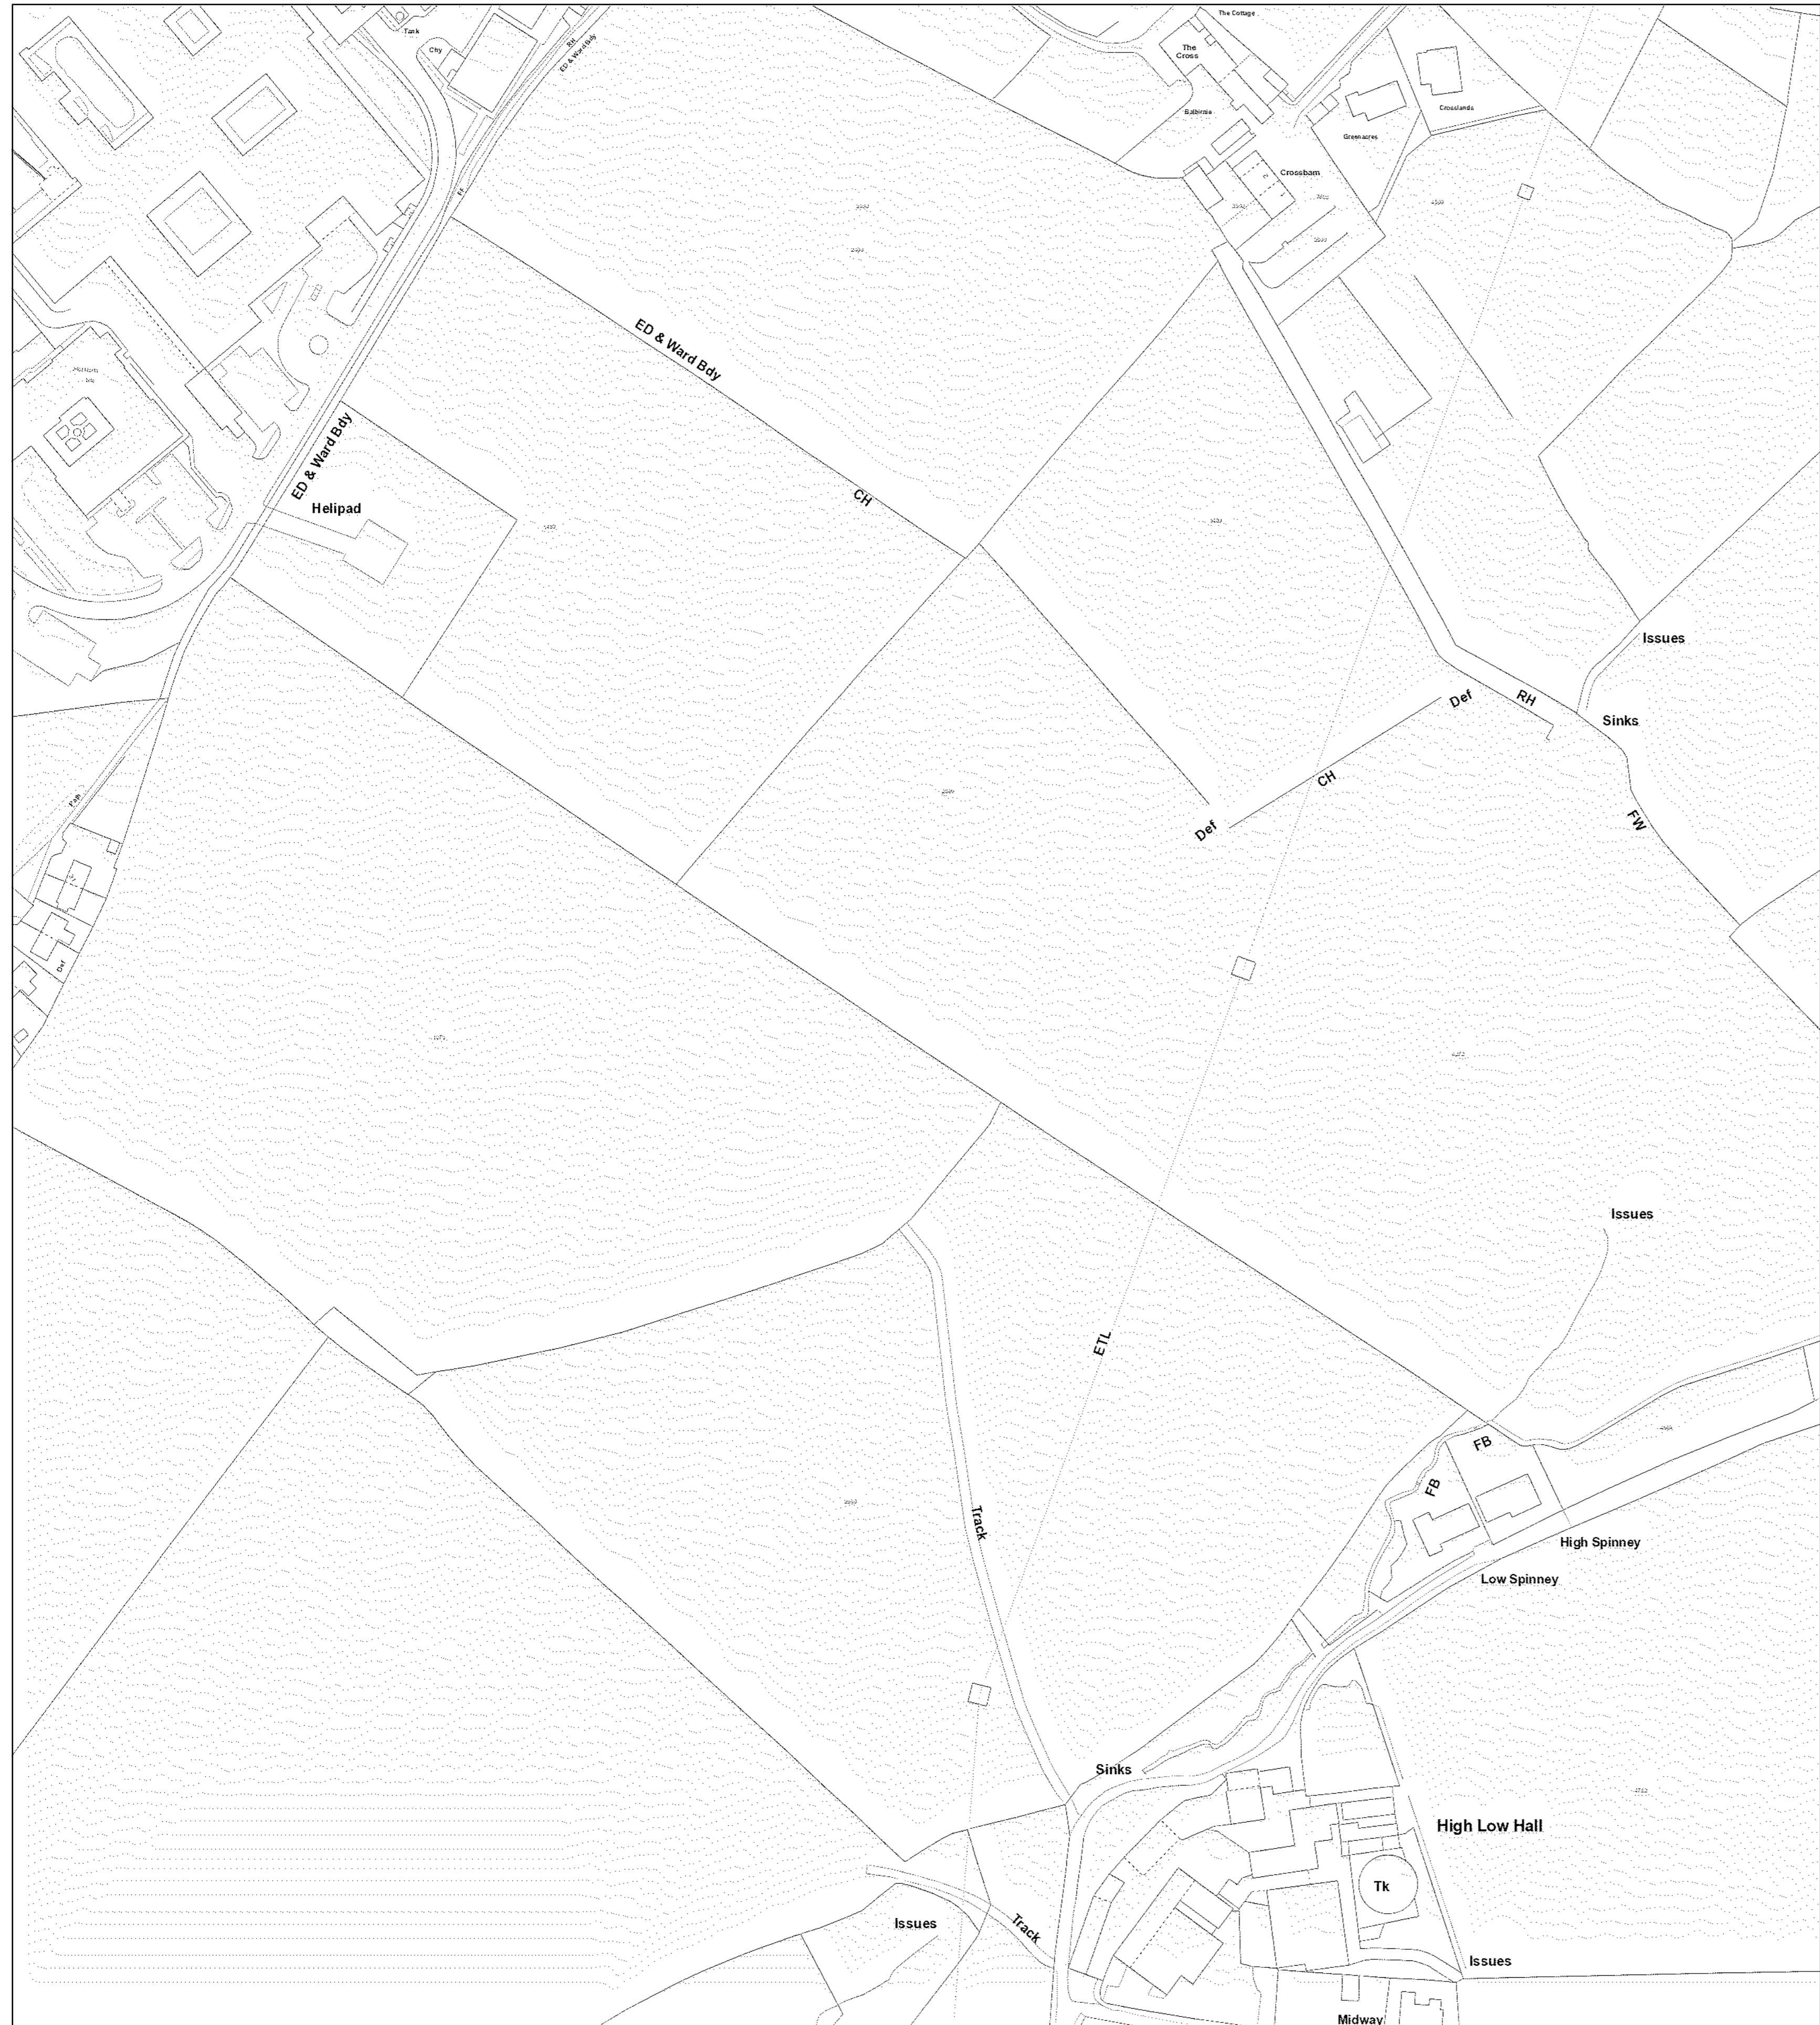 The Cottage
Tank
RH
ED & Ward Bdy
Chy
The
Cross
Crosslands
Greenacres
Crossbarn
FF
ED & Ward Bdy
ED & Ward Bdy
Helipad
CH
Issues
Def
RH
Sinks
CH
Path
FW
Def
Def
Issues
ETL
FB
FB
Track
High Spinney
Low Spinney
Sinks
High Low Hall
Tk
Issues
Track
Issues
Midway